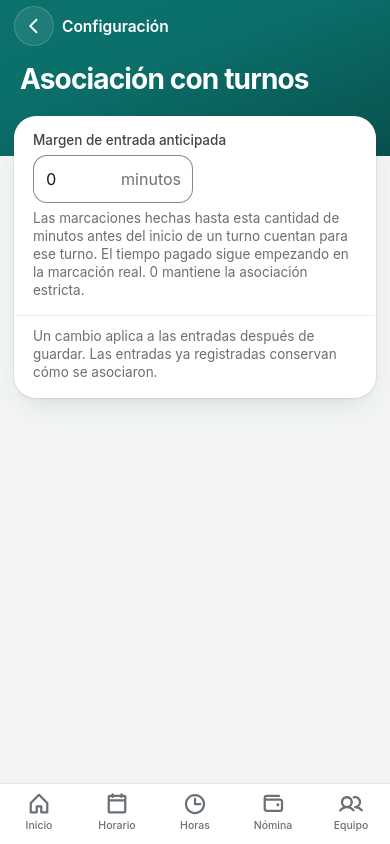 Configuración
Asociación con turnos
Margen de entrada anticipada
0 minutos
Las marcaciones hechas hasta esta cantidad de
minutos antes del inicio de un turno cuentan para
ese turno. El tiempo pagado sigue empezando en
la marcación real. 0 mantiene la asociación
estricta.
Un cambio aplica a las entradas después de
guardar. Las entradas ya registradas conservan
cómo se asociaron.
Inicio Horario Horas Nómina Equipo